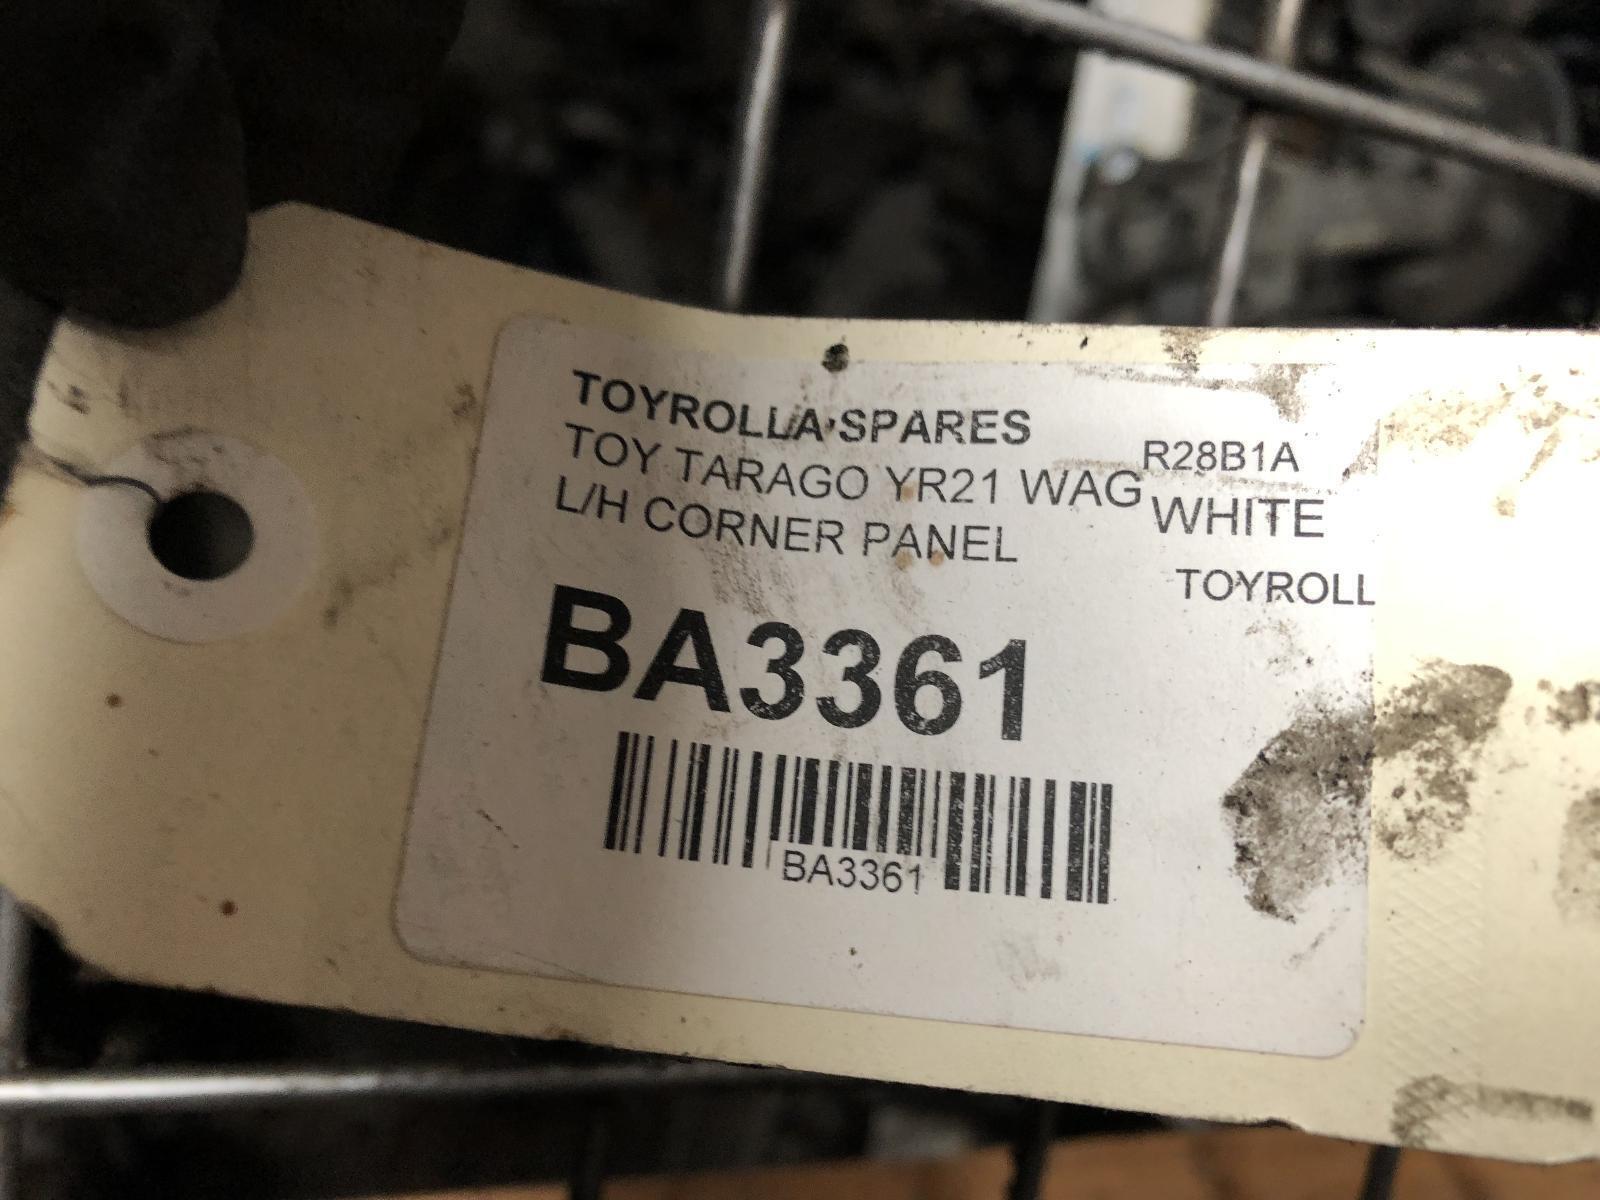 TOYROLLA SPARES
TOY TARAGO YR21 WAG
L/H CORNER PANEL
R28B1A
WHITE
TOYROLL
BA3361
BA3361